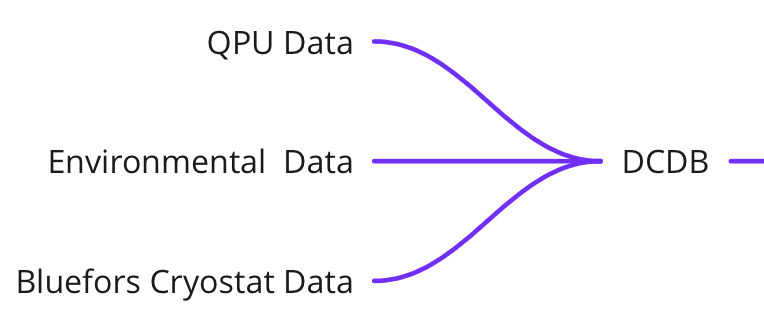 QPU Data
Environmental  Data
DCDB
Bluefors Cryostat Data